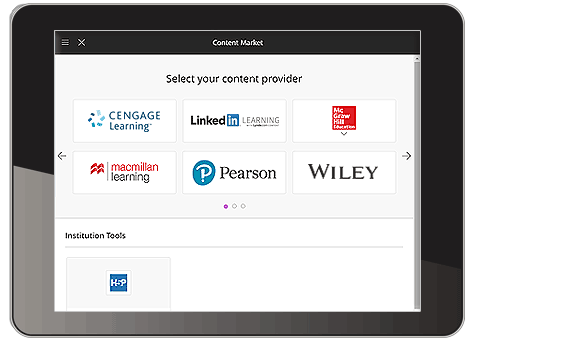 Content Market
Select your content provider
CENGAGE
Learning
Linked in LEARNING
Mc
Graw
Hill
Education
macmillan
learning
Pearson
WILEY
Institution Tools